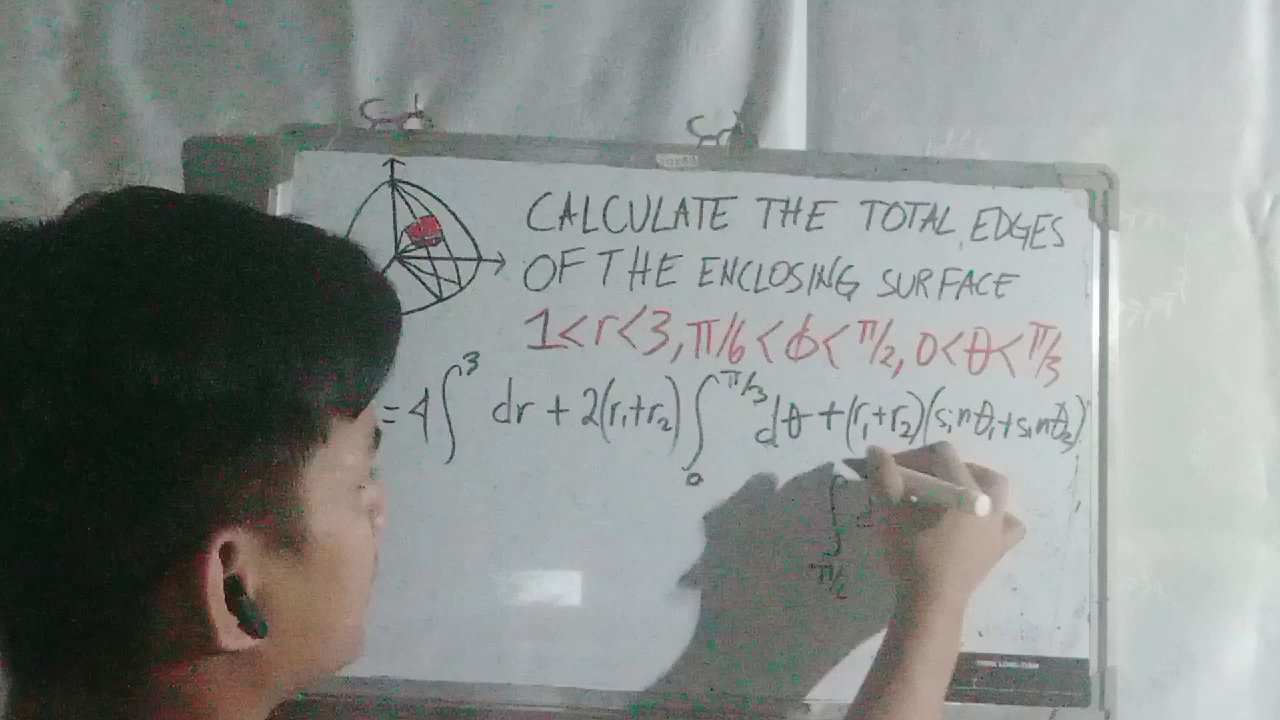 CALCULATE THE TOTAL EDGES
OF THE ENCLOSING SURFACE
1<r<3, π/6<ϕ<π/2, 0<θ<π/3
=4∫³ dr + 2(r₁+r₂)∫₀^π/3 dθ + (r₁+r₂)(sinθ₁+sinθ₂)
∫